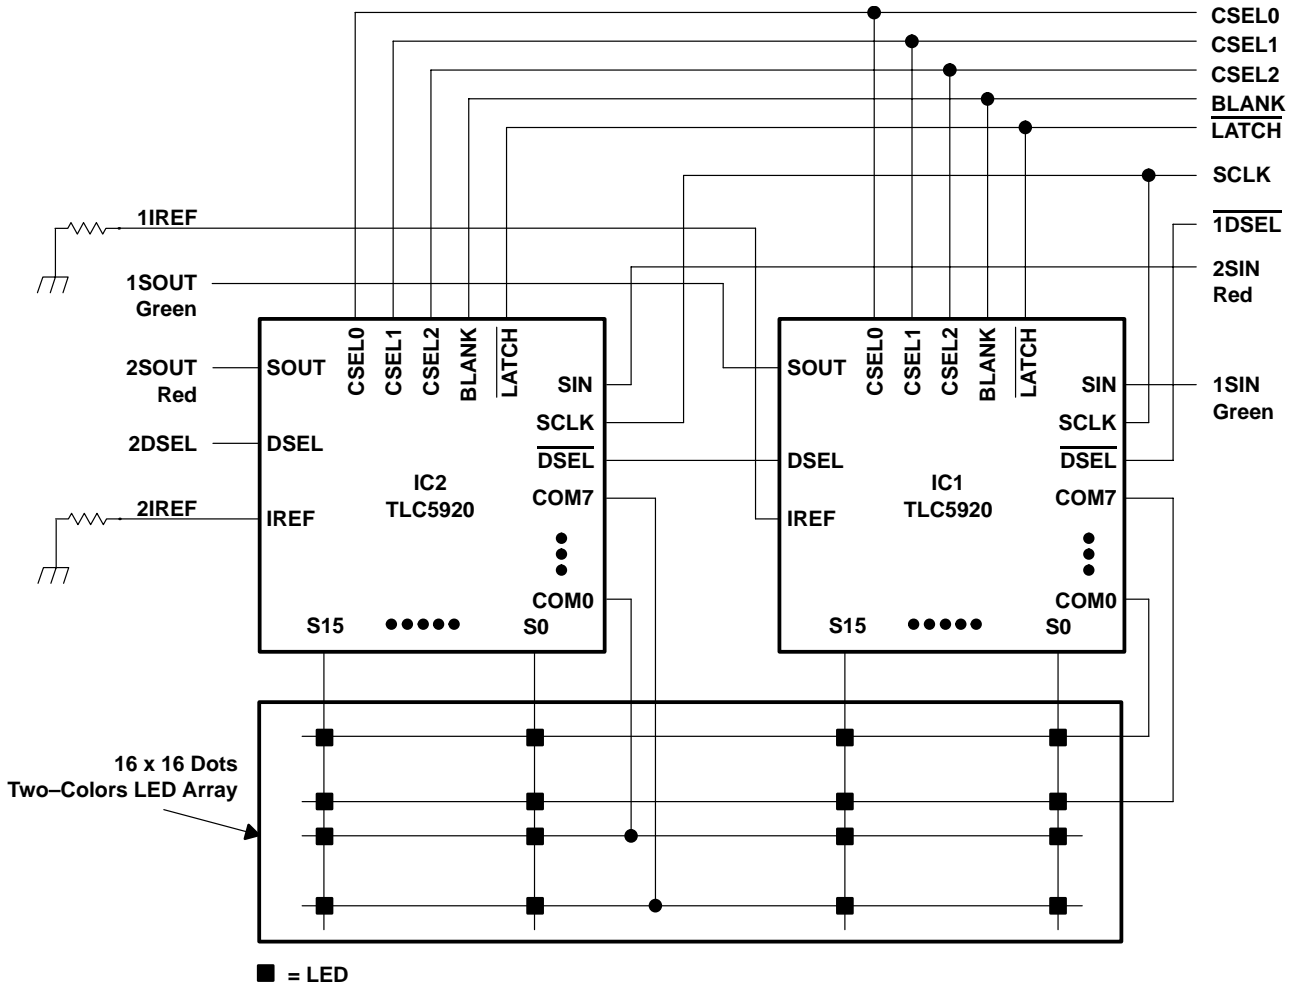 CSEL0
CSEL1
CSEL2
BLANK
LATCH
SCLK
1IREF
1DSEL
2SIN
Red
1SOUT
Green
CSEL0
CSEL1
CSEL2
BLANK
LATCH
CSEL0
CSEL1
CSEL2
BLANK
LATCH
2SOUT
Red
SOUT
SIN
SOUT
SIN
1SIN
Green
SCLK
SCLK
2DSEL
DSEL
DSEL
DSEL
DSEL
IC2
TLC5920
IC1
TLC5920
COM7
COM7
2IREF
IREF
IREF
COM0
COM0
S15
S0
S15
S0
16 x 16 Dots
Two–Colors LED Array
= LED